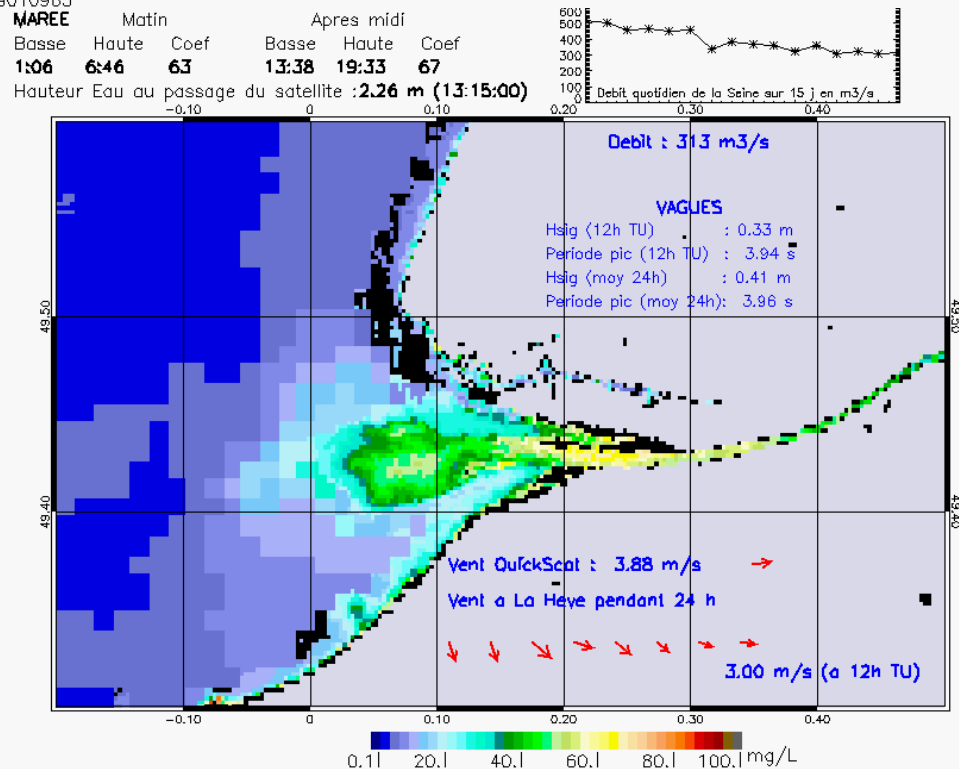 MAREE Matin Apres midi
Basse Haute Coef Basse Haute Coef
1:06 6:46 63 13:38 19:33 67
Hauteur Eau au passage du satellite :2.26 m (13:15:00)
600
500
400
300
200
100
0
Debit quotidien de la Seine sur 15 j en m3/s
-0.10 0 0.10 0.20 0.30 0.40
Debit : 313 m3/s
VAGUES
Hsig (12h TU) : 0.33 m
Periode pic (12h TU) : 3.94 s
Hsig (moy 24h) : 0.41 m
Periode pic (moy 24h): 3.96 s
49.50 49.50
49.40 49.40
Vent QuickScat : 3.88 m/s
Vent a La Heve pendant 24 h
3.00 m/s (a 12h TU)
-0.10 0 0.10 0.20 0.30 0.40
0.1| 20.| 40.| 60.| 80.| 100.| mg/L